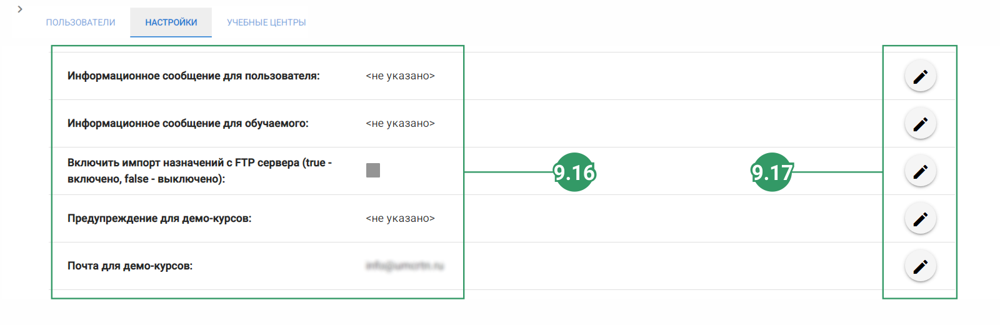 ПОЛЬЗОВАТЕЛИ НАСТРОЙКИ УЧЕБНЫЕ ЦЕНТРЫ
Информационное сообщение для пользователя: <не указано>
Информационное сообщение для обучаемого: <не указано>
Включить импорт назначений с FTP сервера (true -
включено, false - выключено):
9.16 9.17
Предупреждение для демо-курсов: <не указано>
Почта для демо-курсов: